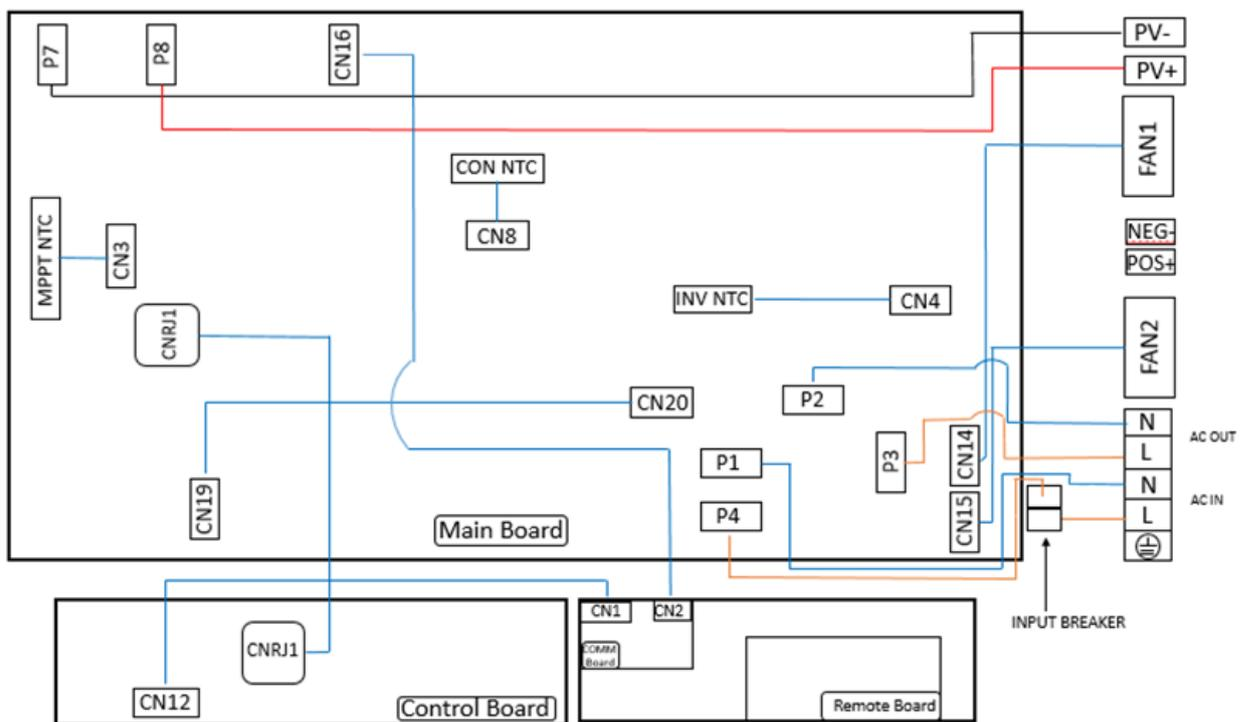 P7
P8
CN16
PV-
PV+
FAN1
CON NTC
CN8
MPPT NTC
CN3
NEG-
POS+
INV NTC
CN4
CNRJ1
FAN2
P2
CN20
N
AC OUT
L
P3
CN14
P1
N
AC IN
L
P4
CN15
CN19
Main Board
CN1
CN2
INPUT BREAKER
CNRJ1
COMM
Board
CN12
Control Board
Remote Board